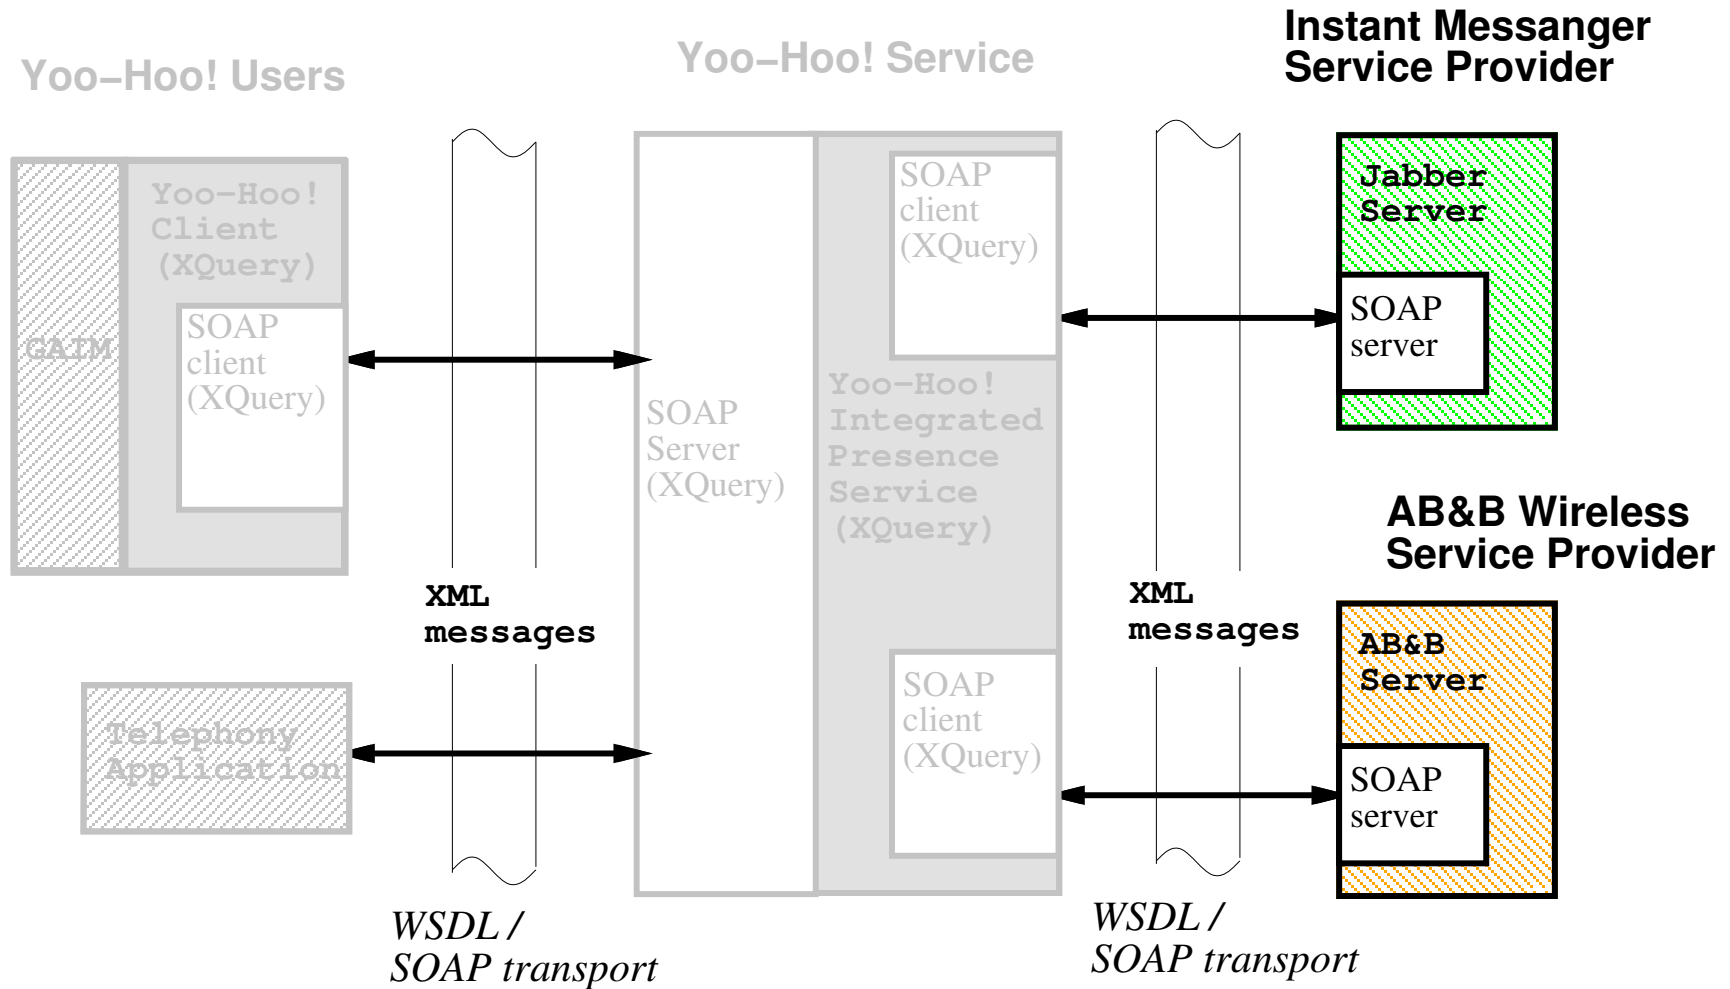 Yoo–Hoo! Users
Yoo–Hoo! Service
Instant Messanger
Service Provider
GAIM
Yoo–Hoo!
Client
(XQuery)
SOAP
client
(XQuery)
Telephony
Application
XML
messages
WSDL /
SOAP transport
SOAP
Server
(XQuery)
SOAP
client
(XQuery)
Yoo–Hoo!
Integrated
Presence
Service
(XQuery)
SOAP
client
(XQuery)
XML
messages
WSDL /
SOAP transport
Jabber
Server
SOAP
server
AB&B Wireless
Service Provider
AB&B
Server
SOAP
server